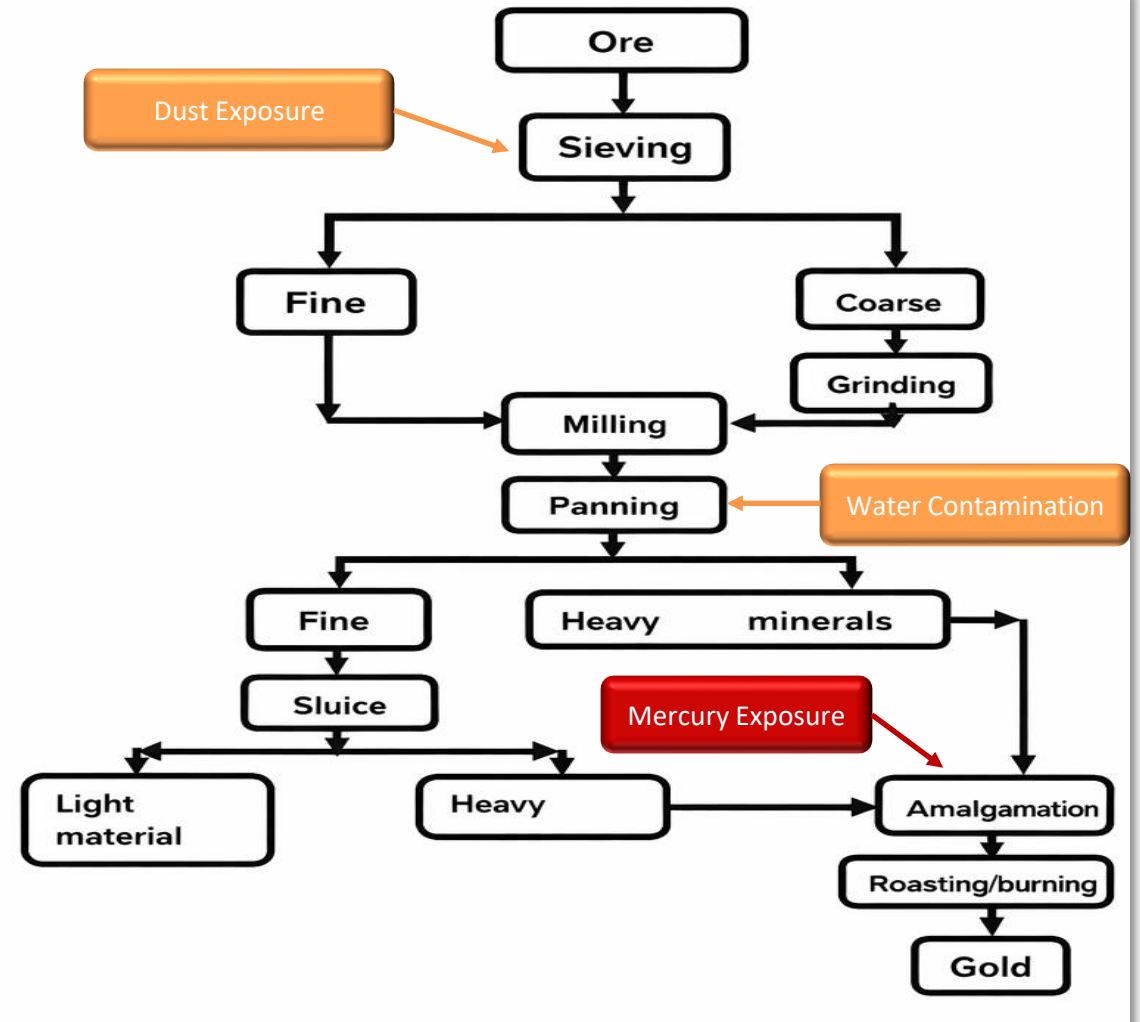 Ore
Dust Exposure
Sieving
Fine
Coarse
Grinding
Milling
Panning
Water Contamination
Fine
Heavy minerals
Sluice
Mercury Exposure
Light
material
Heavy
Amalgamation
Roasting/burning
Gold